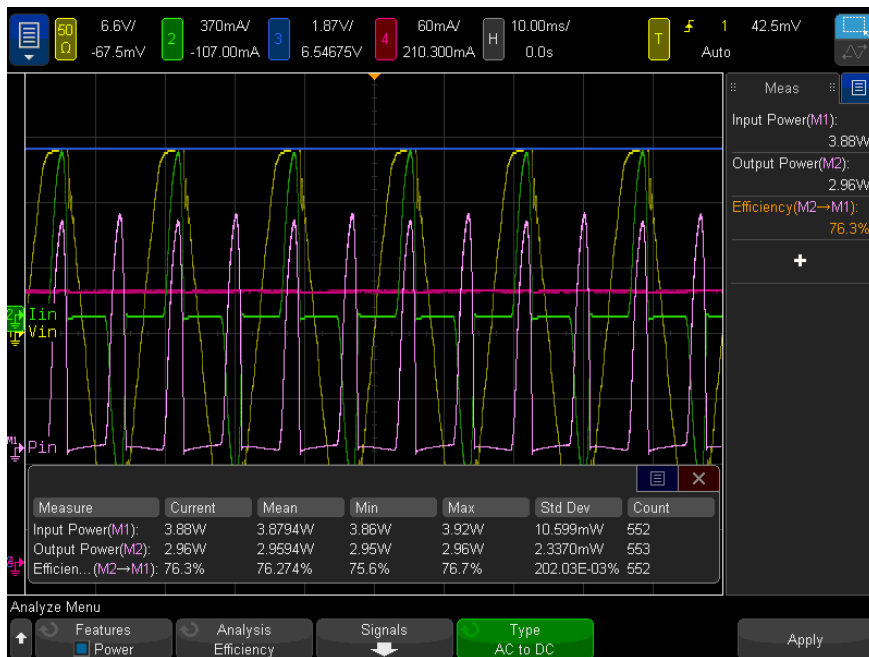 50 Ω 6.6V/ -67.5mV
2 370mA/ -107.00mA
3 1.87V/ 6.54675V
4 60mA/ 210.300mA
H 10.00ms/ 0.0s
T 1 42.5mV Auto
Meas
Input Power(M1):
3.88W
Output Power(M2):
2.96W
Efficiency(M2→M1):
76.3%
+
Iin
Vin
M1 Pin
Measure Current Mean Min Max Std Dev Count
Input Power(M1): 3.88W 3.8794W 3.86W 3.92W 10.599mW 552
Output Power(M2): 2.96W 2.9594W 2.95W 2.96W 2.3370mW 553
Efficien...(M2→M1): 76.3% 76.274% 75.6% 76.7% 202.03E-03% 552
Analyze Menu
Features Power
Analysis Efficiency
Signals
Type AC to DC
Apply